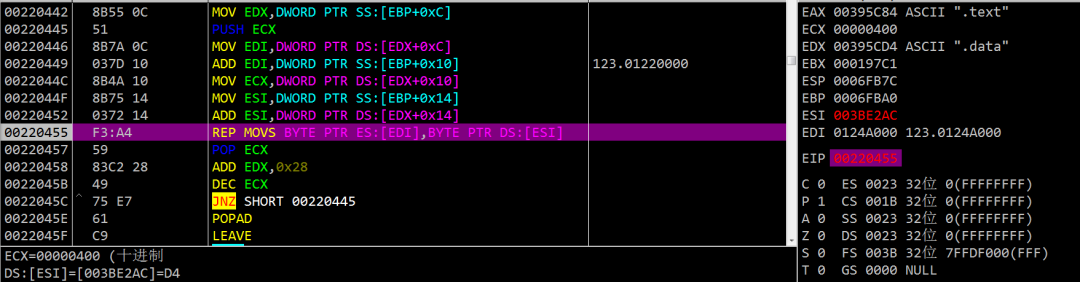 00220442 8B55 0C MOV EDX,DWORD PTR SS:[EBP+0xC]
00220445 51 PUSH ECX
00220446 8B7A 0C MOV EDI,DWORD PTR DS:[EDX+0xC]
00220449 037D 10 ADD EDI,DWORD PTR SS:[EBP+0x10] 123.01220000
0022044C 8B4A 10 MOV ECX,DWORD PTR DS:[EDX+0x10]
0022044F 8B75 14 MOV ESI,DWORD PTR SS:[EBP+0x14]
00220452 0372 14 ADD ESI,DWORD PTR DS:[EDX+0x14]
00220455 F3:A4 REP MOVS BYTE PTR ES:[EDI],BYTE PTR DS:[ESI]
00220457 59 POP ECX
00220458 83C2 28 ADD EDX,0x28
0022045B 49 DEC ECX
0022045C ^ 75 E7 JNZ SHORT 00220445
0022045E 61 POPAD
0022045F C9 LEAVE
ECX=00000400 (十进制
DS:[ESI]=[003BE2AC]=D4
EAX 00395C84 ASCII ".text"
ECX 00000400
EDX 00395CD4 ASCII ".data"
EBX 000197C1
ESP 0006FB7C
EBP 0006FBA0
ESI 003BE2AC
EDI 0124A000 123.0124A000
EIP 00220455
C 0 ES 0023 32位 0(FFFFFFFF)
P 1 CS 001B 32位 0(FFFFFFFF)
A 0 SS 0023 32位 0(FFFFFFFF)
Z 0 DS 0023 32位 0(FFFFFFFF)
S 0 FS 003B 32位 7FFDF000(FFF)
T 0 GS 0000 NULL